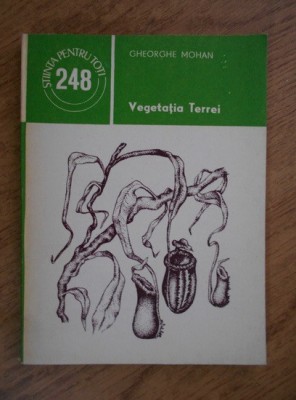 GHEORGHE MOHAN
ȘTIINȚA PENTRU TOȚI
248
Vegetația Terrei